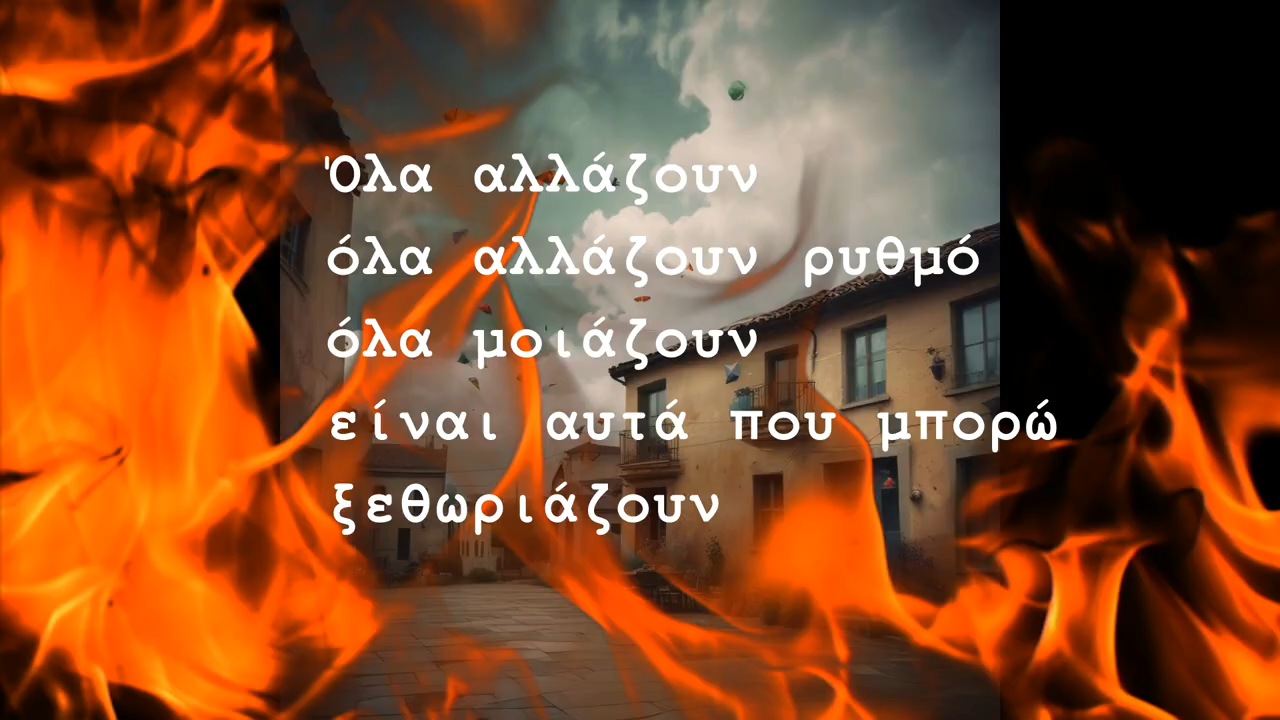 Όλα αλλάζουν
όλα αλλάζουν ρυθμό
όλα μοιάζουν
είναι αυτά που μπορώ
ξεθωριάζουν